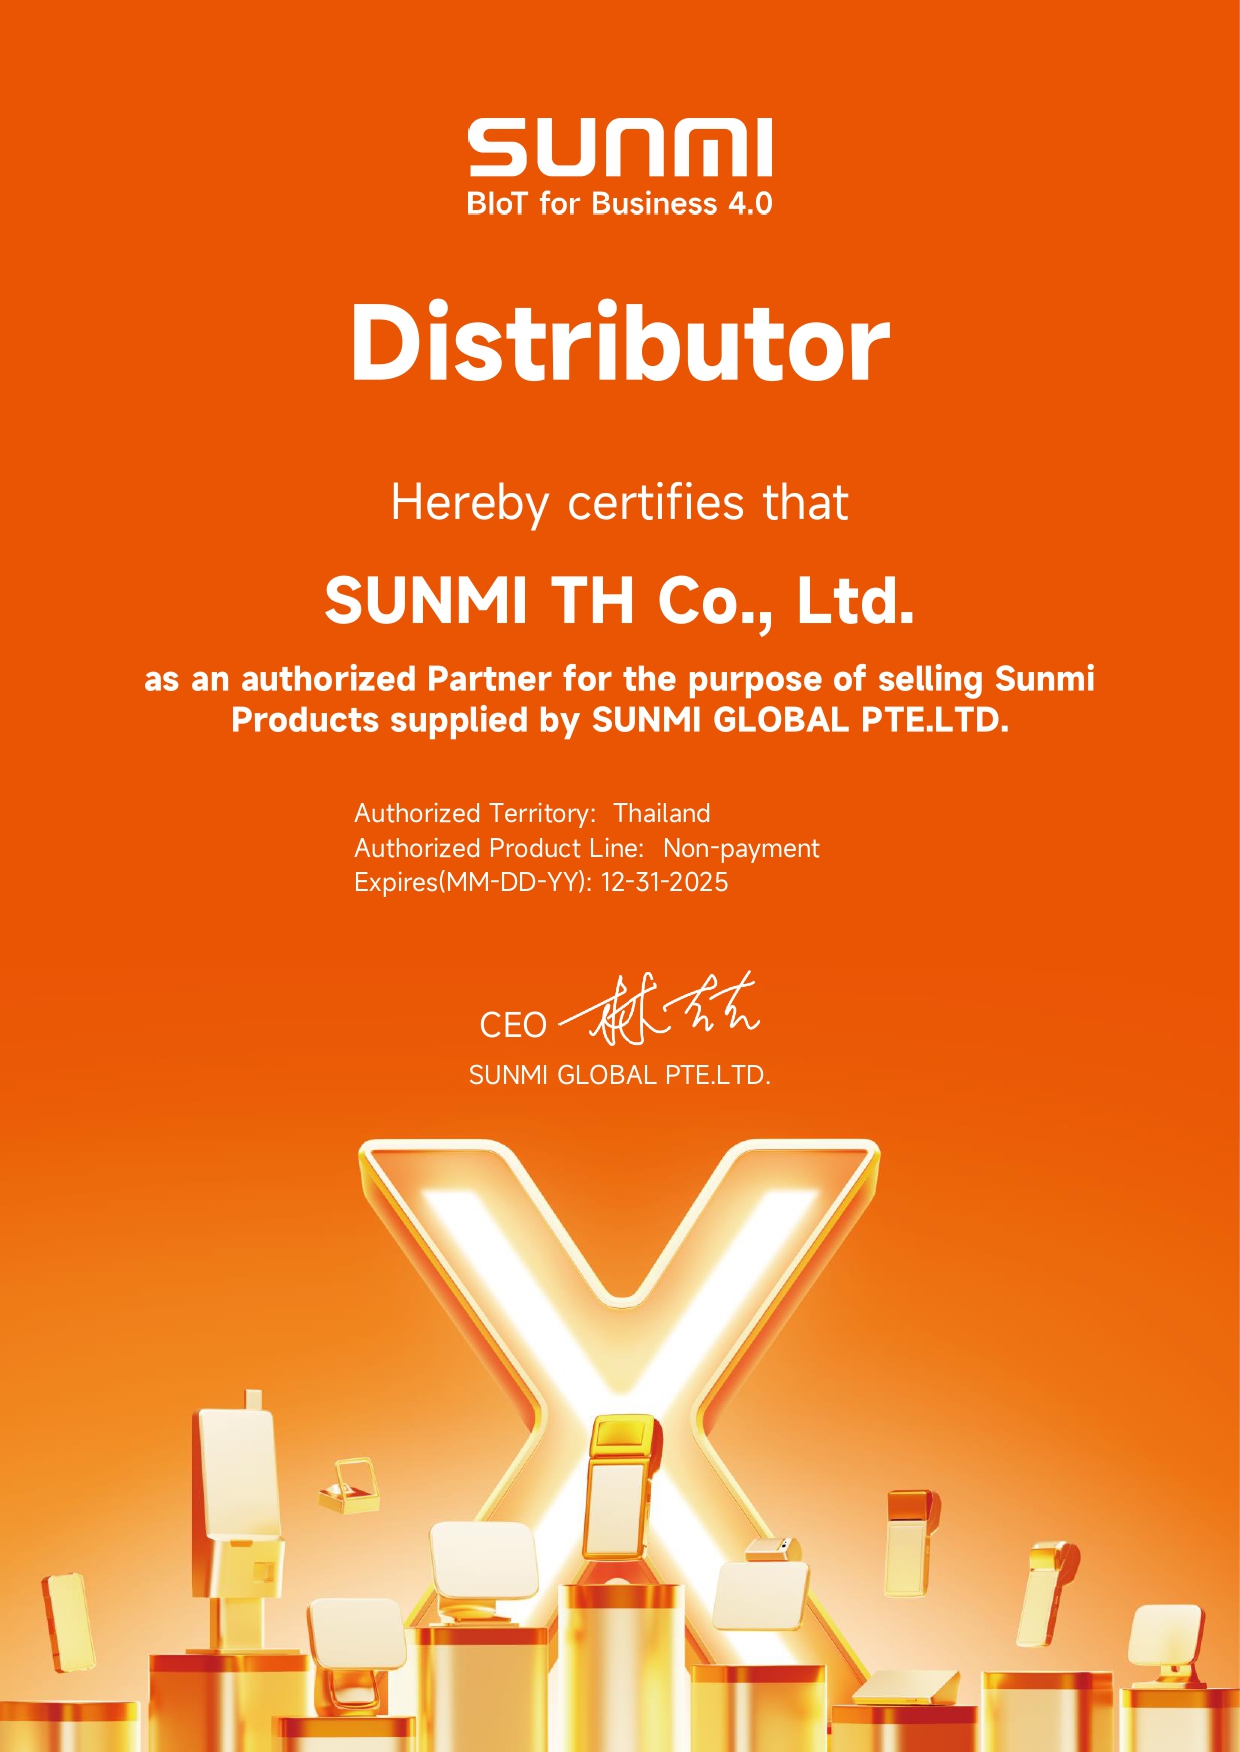 SUNMI
BIoT for Business 4.0
Distributor
Hereby certifies that
SUNMI TH Co., Ltd.
as an authorized Partner for the purpose of selling Sunmi
Products supplied by SUNMI GLOBAL PTE.LTD.
Authorized Territory: Thailand
Authorized Product Line: Non-payment
Expires(MM-DD-YY): 12-31-2025
CEO
SUNMI GLOBAL PTE.LTD.
X